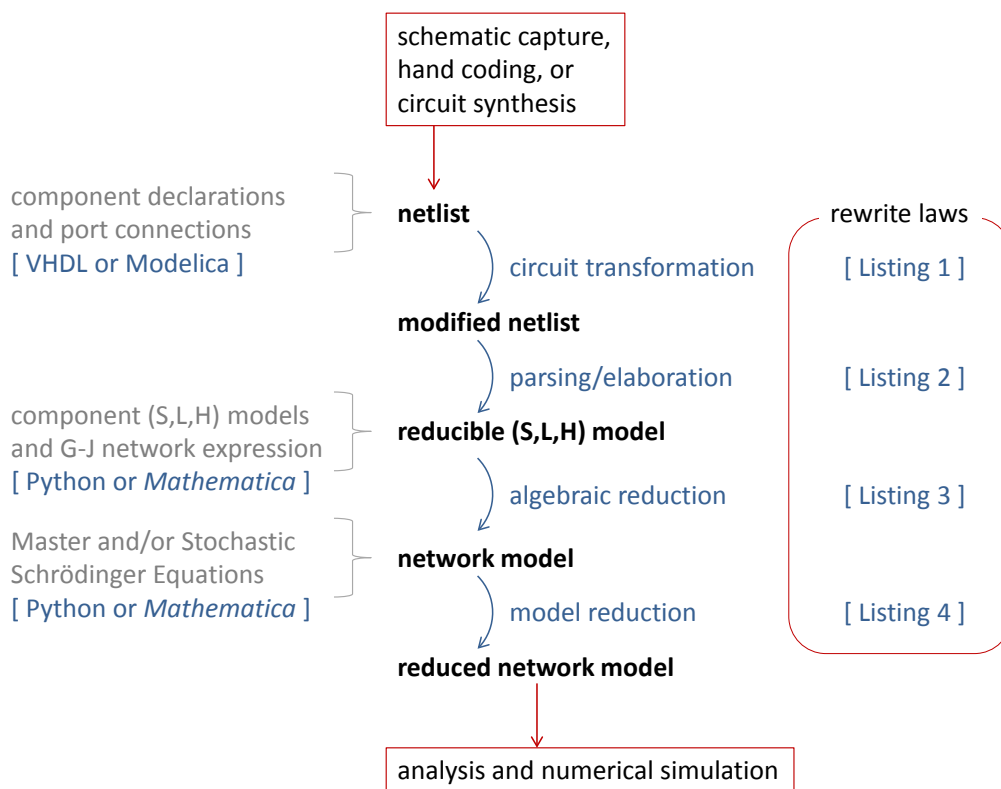 schematic capture,
hand coding, or
circuit synthesis
component declarations
and port connections
[ VHDL or Modelica ]
netlist
rewrite laws
circuit transformation
[ Listing 1 ]
modified netlist
parsing/elaboration
[ Listing 2 ]
component (S,L,H) models
and G-J network expression
[ Python or Mathematica ]
reducible (S,L,H) model
algebraic reduction
[ Listing 3 ]
Master and/or Stochastic
Schrödinger Equations
[ Python or Mathematica ]
network model
model reduction
[ Listing 4 ]
reduced network model
analysis and numerical simulation